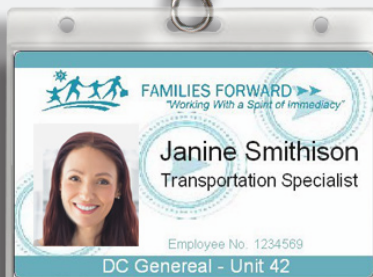 FAMILIES FORWARD
"Working With a Spirit of Immediacy"
Janine Smithison
Transportation Specialist
Employee No. 1234569
DC Genereal - Unit 42